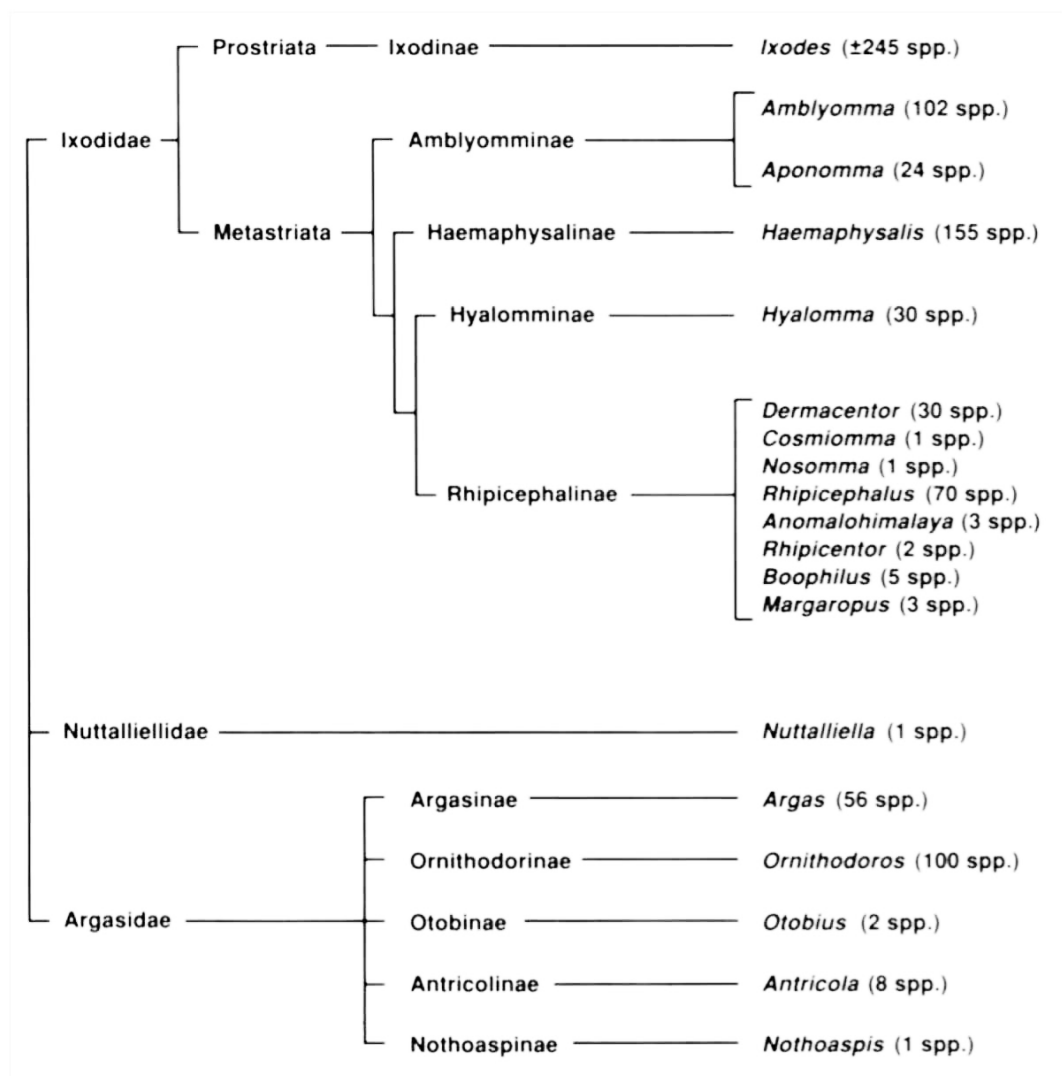 Prostriata Ixodinae Ixodes (±245 spp.)
Amblyomma (102 spp.)
Ixodidae Amblyomminae
Aponomma (24 spp.)
Metastriata Haemaphysalinae Haemaphysalis (155 spp.)
Hyalomminae Hyalomma (30 spp.)
Dermacentor (30 spp.)
Cosmiomma (1 spp.)
Nosomma (1 spp.)
Rhipicephalinae Rhipicephalus (70 spp.)
Anomalohimalaya (3 spp.)
Rhipicentor (2 spp.)
Boophilus (5 spp.)
Margaropus (3 spp.)
Nuttalliellidae Nuttalliella (1 spp.)
Argasinae Argas (56 spp.)
Ornithodorinae Ornithodoros (100 spp.)
Argasidae Otobinae Otobius (2 spp.)
Antricolinae Antricola (8 spp.)
Nothoaspinae Nothoaspis (1 spp.)